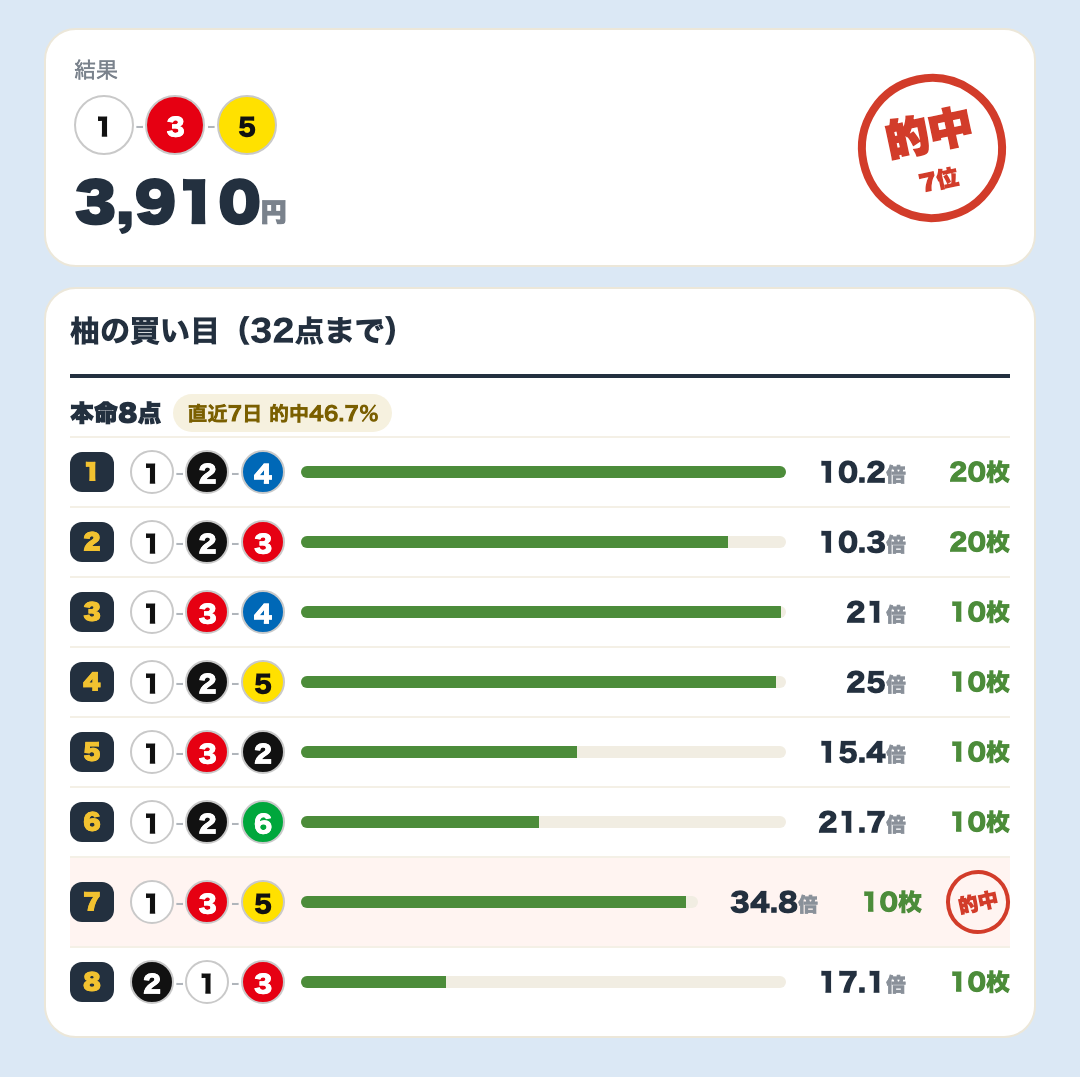 結果
1-3-5
3,910円
的中
7位
柚の買い目（32点まで）
本命8点 直近7日 的中46.7%
1 1-2-4 10.2倍 20枚
2 1-2-3 10.3倍 20枚
3 1-3-4 21倍 10枚
4 1-2-5 25倍 10枚
5 1-3-2 15.4倍 10枚
6 1-2-6 21.7倍 10枚
7 1-3-5 34.8倍 10枚 的中
8 2-1-3 17.1倍 10枚